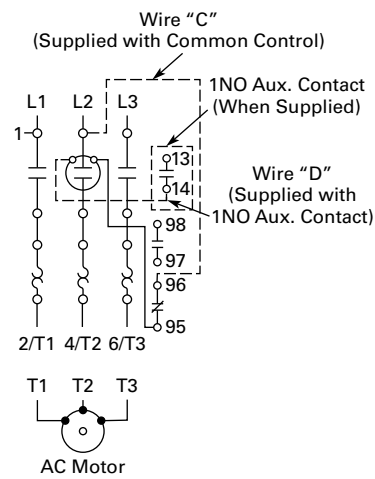 Wire “C”
(Supplied with Common Control)
1NO Aux. Contact
(When Supplied)
L1 L2 L3
1
13
14
Wire “D”
(Supplied with
1NO Aux. Contact)
98
97
96
95
2/T1 4/T2 6/T3
T1 T2 T3
AC Motor